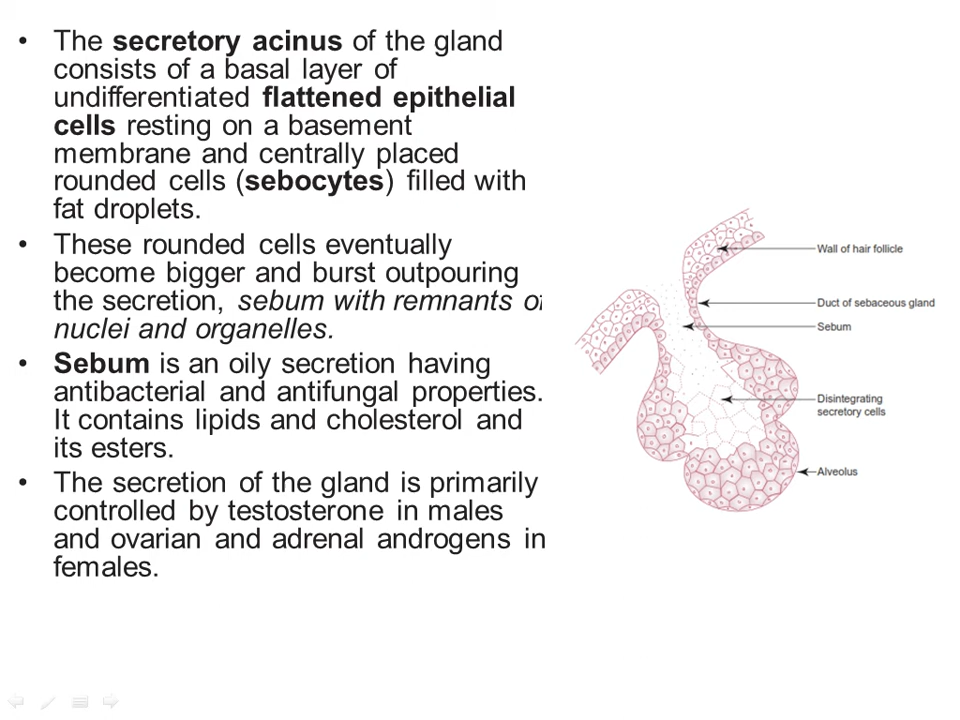 • The secretory acinus of the gland
consists of a basal layer of
undifferentiated flattened epithelial
cells resting on a basement
membrane and centrally placed
rounded cells (sebocytes) filled with
fat droplets.
• These rounded cells eventually
become bigger and burst outpouring
the secretion, sebum with remnants of
nuclei and organelles.
• Sebum is an oily secretion having
antibacterial and antifungal properties.
It contains lipids and cholesterol and
its esters.
• The secretion of the gland is primarily
controlled by testosterone in males
and ovarian and adrenal androgens in
females.
Wall of hair follicle
Duct of sebaceous gland
Sebum
Disintegrating
secretory cells
Alveolus